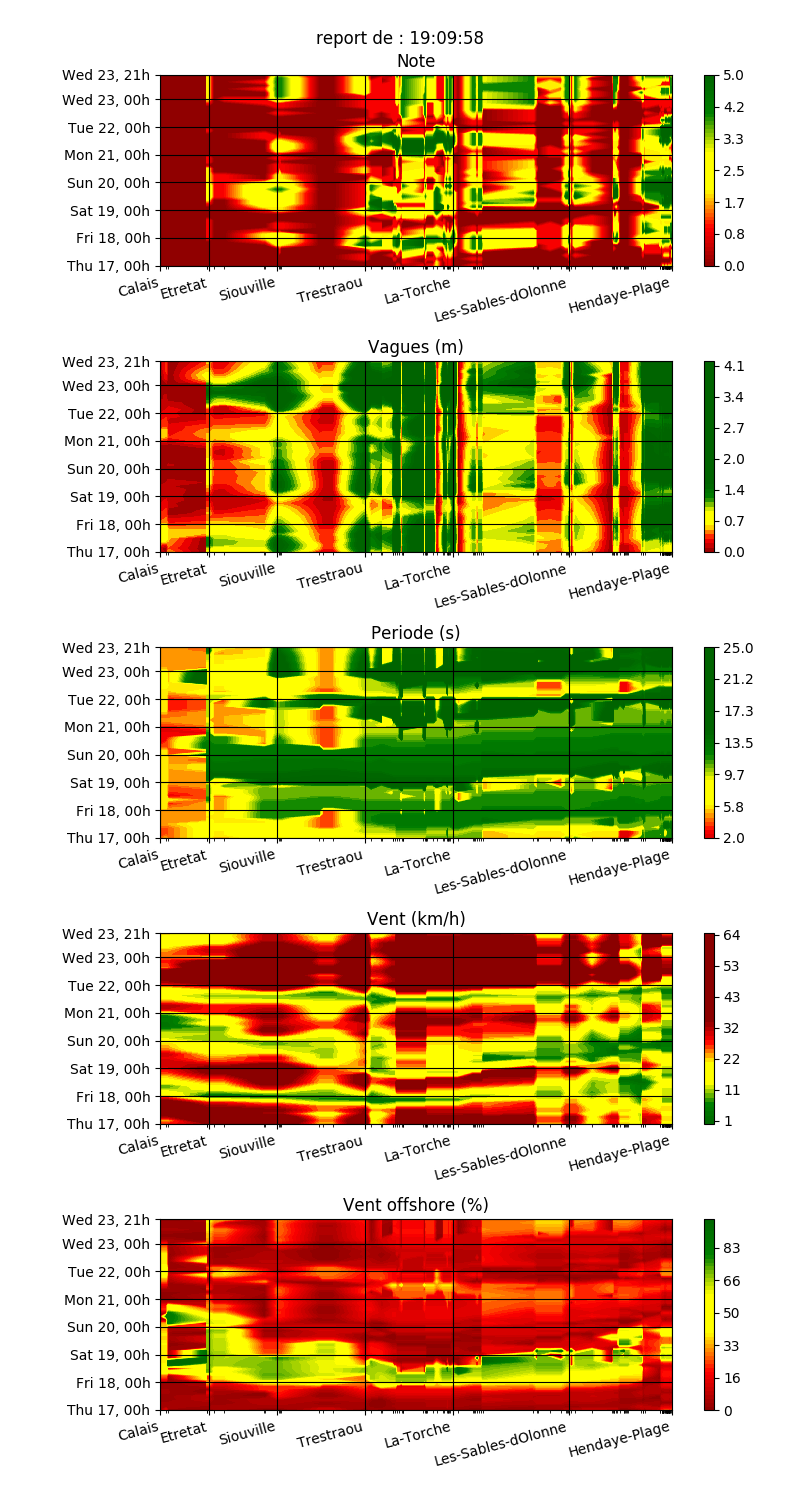 report de : 19:09:58
Note
Wed 23, 21h
Wed 23, 00h
Tue 22, 00h
Mon 21, 00h
Sun 20, 00h
Sat 19, 00h
Fri 18, 00h
Thu 17, 00h
Calais
Etretat
Siouville
Trestraou
La-Torche
Les-Sables-dOlonne
Hendaye-Plage
5.0
4.2
3.3
2.5
1.7
0.8
0.0
Vagues (m)
Wed 23, 21h
Wed 23, 00h
Tue 22, 00h
Mon 21, 00h
Sun 20, 00h
Sat 19, 00h
Fri 18, 00h
Thu 17, 00h
Calais
Etretat
Siouville
Trestraou
La-Torche
Les-Sables-dOlonne
Hendaye-Plage
4.1
3.4
2.7
2.0
1.4
0.7
0.0
Periode (s)
Wed 23, 21h
Wed 23, 00h
Tue 22, 00h
Mon 21, 00h
Sun 20, 00h
Sat 19, 00h
Fri 18, 00h
Thu 17, 00h
Calais
Etretat
Siouville
Trestraou
La-Torche
Les-Sables-dOlonne
Hendaye-Plage
25.0
21.2
17.3
13.5
9.7
5.8
2.0
Vent (km/h)
Wed 23, 21h
Wed 23, 00h
Tue 22, 00h
Mon 21, 00h
Sun 20, 00h
Sat 19, 00h
Fri 18, 00h
Thu 17, 00h
Calais
Etretat
Siouville
Trestraou
La-Torche
Les-Sables-dOlonne
Hendaye-Plage
64
53
43
32
22
11
1
Vent offshore (%)
Wed 23, 21h
Wed 23, 00h
Tue 22, 00h
Mon 21, 00h
Sun 20, 00h
Sat 19, 00h
Fri 18, 00h
Thu 17, 00h
Calais
Etretat
Siouville
Trestraou
La-Torche
Les-Sables-dOlonne
Hendaye-Plage
83
66
50
33
16
0